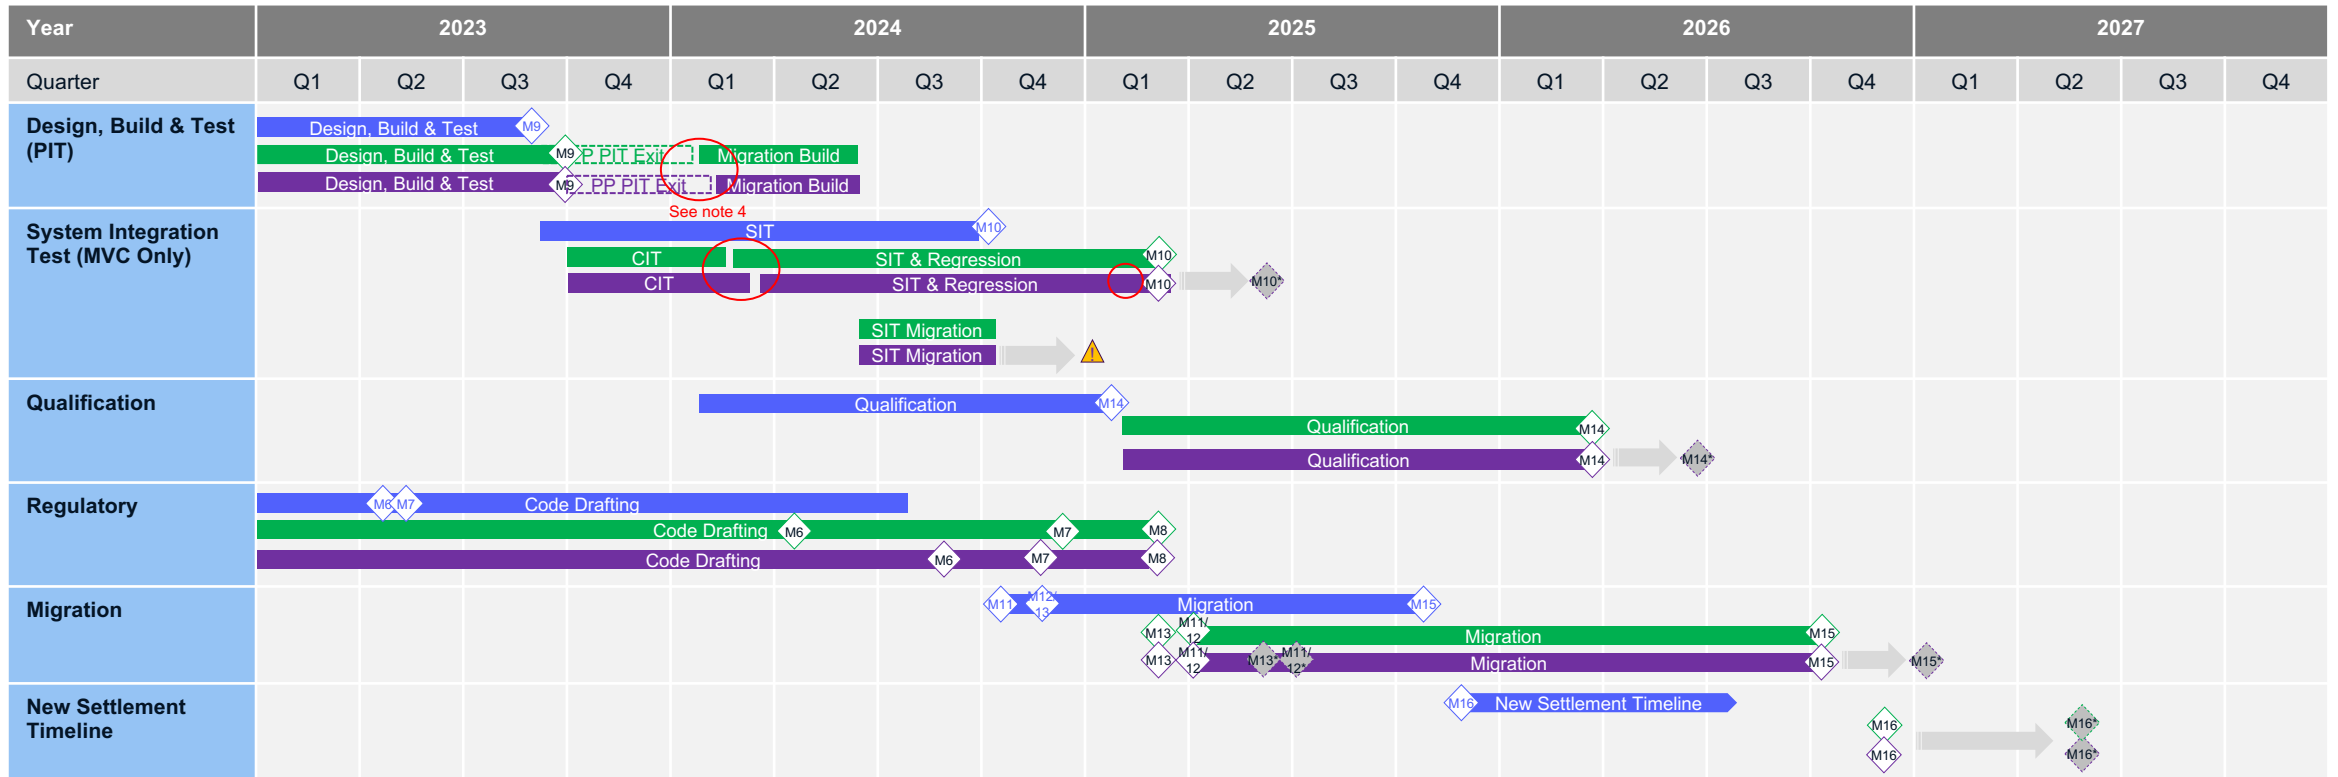 Year 2023 2024 2025 2026 2027
Quarter Q1 Q2 Q3 Q4 Q1 Q2 Q3 Q4 Q1 Q2 Q3 Q4 Q1 Q2 Q3 Q4 Q1 Q2 Q3 Q4
Design, Build & Test
(PIT)
Design, Build & Test M9
Design, Build & Test M9 P PIT Exit Migration Build
Design, Build & Test M9 PP PIT Exit Migration Build
See note 4
System Integration
Test (MVC Only)
SIT M10
CIT SIT & Regression M10
CIT SIT & Regression M10 M10*
SIT Migration
SIT Migration !
Qualification
Qualification M14
Qualification M14
Qualification M14 M14*
Regulatory
M6 M7 Code Drafting
Code Drafting M6 M7 M8
Code Drafting M6 M7 M8
Migration
M11 M12/
13 Migration M15
M13 M11/
12 Migration M15
M13 M11/
12 M13* M11/
12* Migration M15 M15*
New Settlement
Timeline
M16 New Settlement Timeline
M16 M16*
M16 M16*